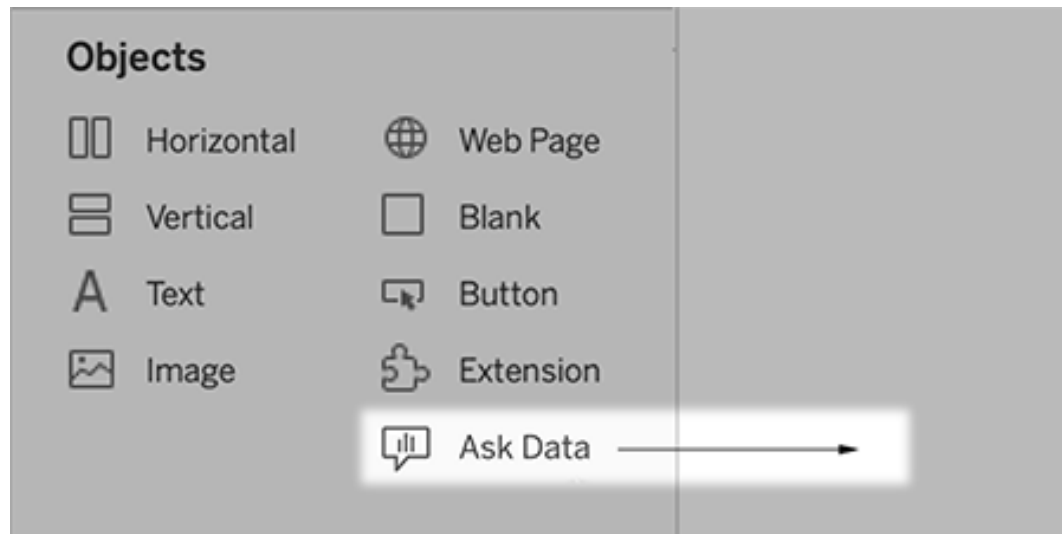 Objects
Horizontal
Web Page
Vertical
Blank
Text
Button
Image
Extension
Ask Data